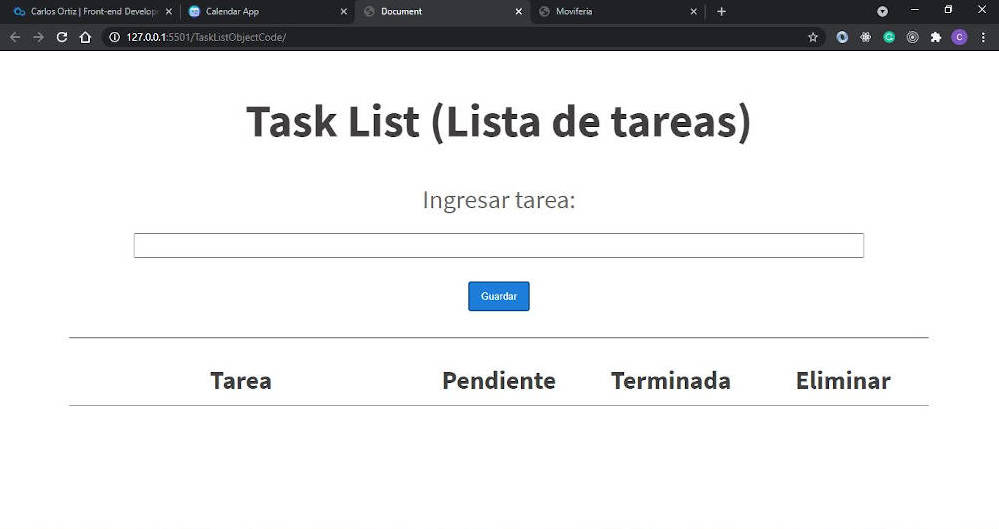 Carlos Ortiz | Front-end Develop
Calendar App
Document
Moviferia
127.0.0.1:5501/TaskListObjectCode/
C
Task List (Lista de tareas)
Ingresar tarea:
Guardar
Tarea Pendiente Terminada Eliminar